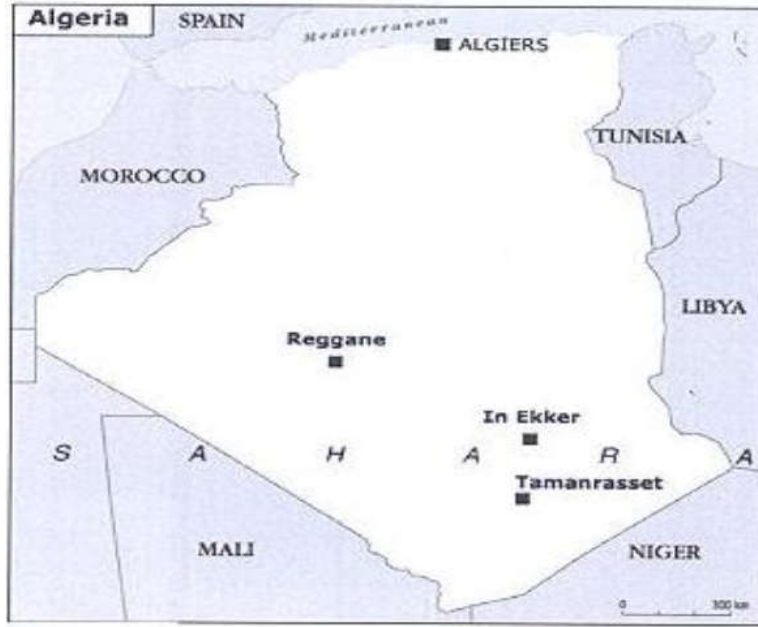 Algeria
SPAIN
Mediterranean
ALGIERS
TUNISIA
MOROCCO
LIBYA
Reggane
In Ekker
S A H A R A
Tamanrasset
MALI
NIGER
0 300 km